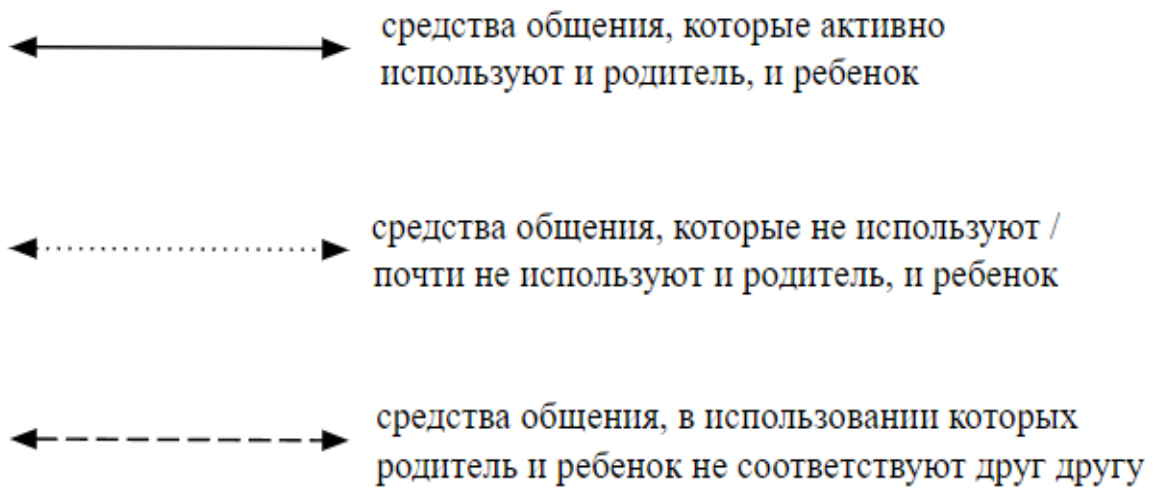 средства общения, которые активно
используют и родитель, и ребенок
средства общения, которые не используют /
почти не используют и родитель, и ребенок
средства общения, в использовании которых
родитель и ребенок не соответствуют друг другу